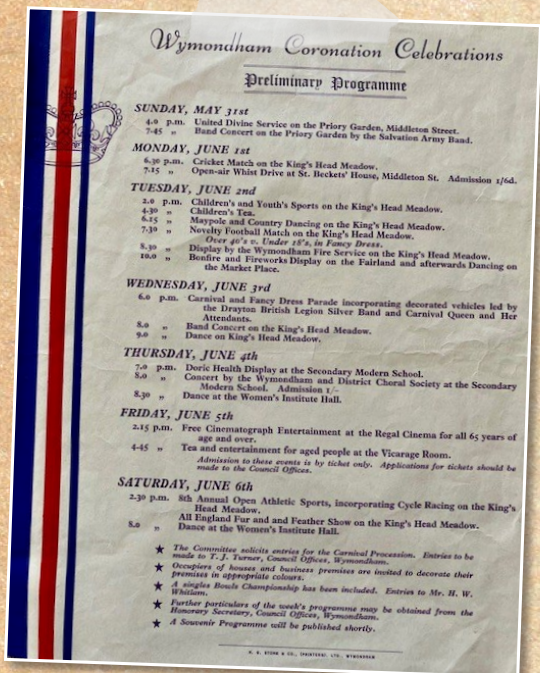 Wymondham Coronation Celebrations
Preliminary Programme
SUNDAY, MAY 31st
4.0 p.m. United Divine Service on the Priory Garden, Middleton Street.
7-45 „ Band Concert on the Priory Garden by the Salvation Army Band.
MONDAY, JUNE 1st
6.30 p.m. Cricket Match on the King's Head Meadow.
7.15 „ Open-air Whist Drive at St. Beckets' House, Middleton St. Admission 1/6d.
TUESDAY, JUNE 2nd
2.0 p.m. Children's and Youth's Sports on the King's Head Meadow.
4-30 „ Children's Tea.
6.15 „ Maypole and Country Dancing on the King's Head Meadow.
7-30 „ Novelty Football Match on the King's Head Meadow.
Over 40's v. Under 18's, in Fancy Dress.
8.30 „ Display by the Wymondham Fire Service on the King's Head Meadow.
10.0 „ Bonfire and Fireworks Display on the Fairland and afterwards Dancing on
the Market Place.
WEDNESDAY, JUNE 3rd
6.0 p.m. Carnival and Fancy Dress Parade incorporating decorated vehicles led by
the Drayton British Legion Silver Band and Carnival Queen and Her
Attendants.
8.0 „ Band Concert on the King's Head Meadow.
9.0 „ Dance on King's Head Meadow.
THURSDAY, JUNE 4th
7.0 p.m. Doric Health Display at the Secondary Modern School.
8.0 „ Concert by the Wymondham and District Choral Society at the Secondary
Modern School. Admission 1/-
8.30 „ Dance at the Women's Institute Hall.
FRIDAY, JUNE 5th
2.15 p.m. Free Cinematograph Entertainment at the Regal Cinema for all 65 years of
age and over.
4-45 „ Tea and entertainment for aged people at the Vicarage Room.
Admission to these events is by ticket only. Applications for tickets should be
made to the Council Offices.
SATURDAY, JUNE 6th
2.30 p.m. 8th Annual Open Athletic Sports, incorporating Cycle Racing on the King's
Head Meadow.
All England Fur and and Feather Show on the King's Head Meadow.
8.0 „ Dance at the Women's Institute Hall.
★ The Committee solicits entries for the Carnival Procession. Entries to be
made to T. J. Turner, Council Offices, Wymondham.
★ Occupiers of houses and business premises are invited to decorate their
premises in appropriate colours.
★ A singles Bowls Championship has been included. Entries to Mr. H. W.
Whitlam.
★ Further particulars of the week's programme may be obtained from the
Honorary Secretary, Council Offices, Wymondham.
★ A Souvenir Programme will be published shortly.
& CO., (PRINTERS), LTD., WYMONDHAM